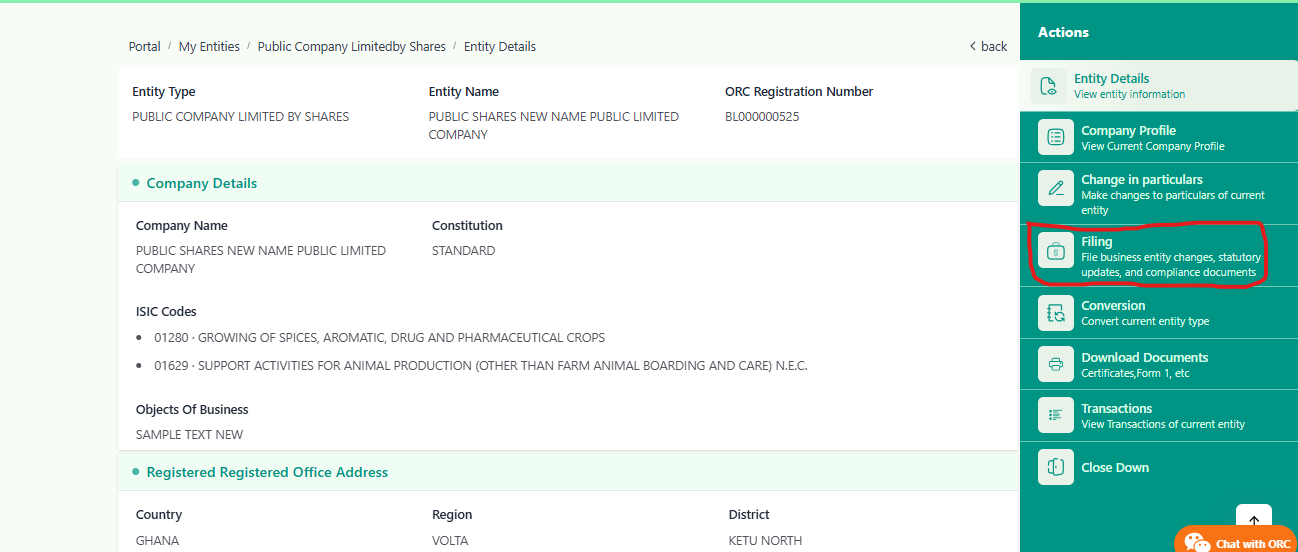 Portal / My Entities / Public Company Limitedby Shares / Entity Details
back
Entity Type
PUBLIC COMPANY LIMITED BY SHARES
Entity Name
PUBLIC SHARES NEW NAME PUBLIC LIMITED
COMPANY
ORC Registration Number
BL000000525
Company Details
Company Name
PUBLIC SHARES NEW NAME PUBLIC LIMITED
COMPANY
Constitution
STANDARD
ISIC Codes
• 01280 · GROWING OF SPICES, AROMATIC, DRUG AND PHARMACEUTICAL CROPS
• 01629 · SUPPORT ACTIVITIES FOR ANIMAL PRODUCTION (OTHER THAN FARM ANIMAL BOARDING AND CARE) N.E.C.
Objects Of Business
SAMPLE TEXT NEW
Registered Registered Office Address
Country
GHANA
Region
VOLTA
District
KETU NORTH
Actions
Entity Details
View entity information
Company Profile
View Current Company Profile
Change in particulars
Make changes to particulars of current
entity
Filing
File business entity changes, statutory
updates, and compliance documents
Conversion
Convert current entity type
Download Documents
Certificates,Form 1, etc
Transactions
View Transactions of current entity
Close Down
Chat with ORC